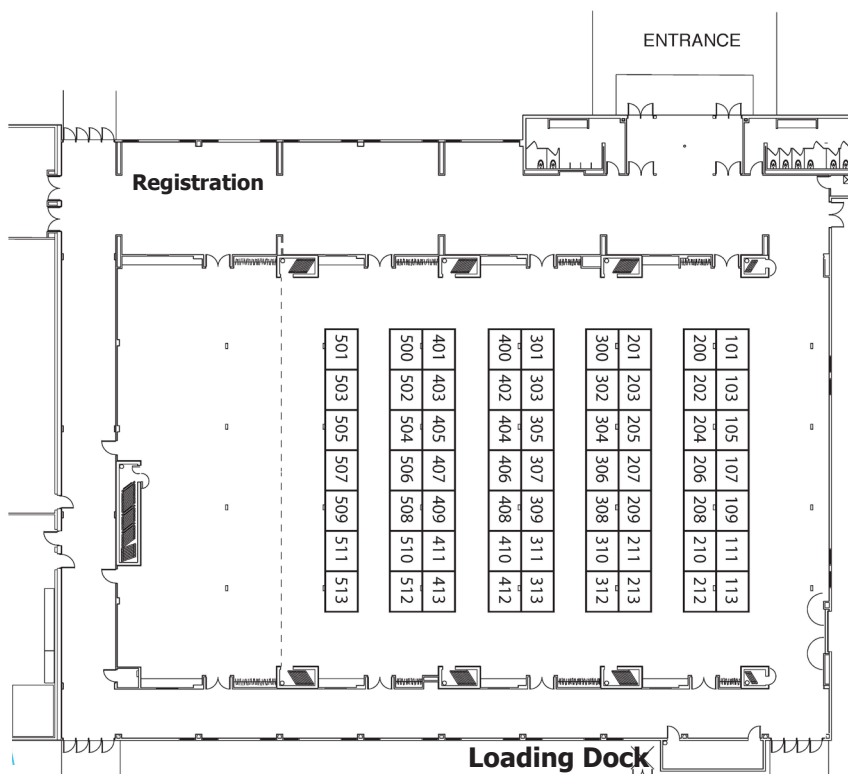 ENTRANCE
Registration
501 500 401 400 301 300 201 200 101
503 502 403 402 303 302 203 202 103
505 504 405 404 305 304 205 204 105
507 506 407 406 307 306 207 206 107
509 508 409 408 309 308 209 208 109
511 510 411 410 311 310 211 210 111
513 512 413 412 313 312 213 212 113
Loading Dock